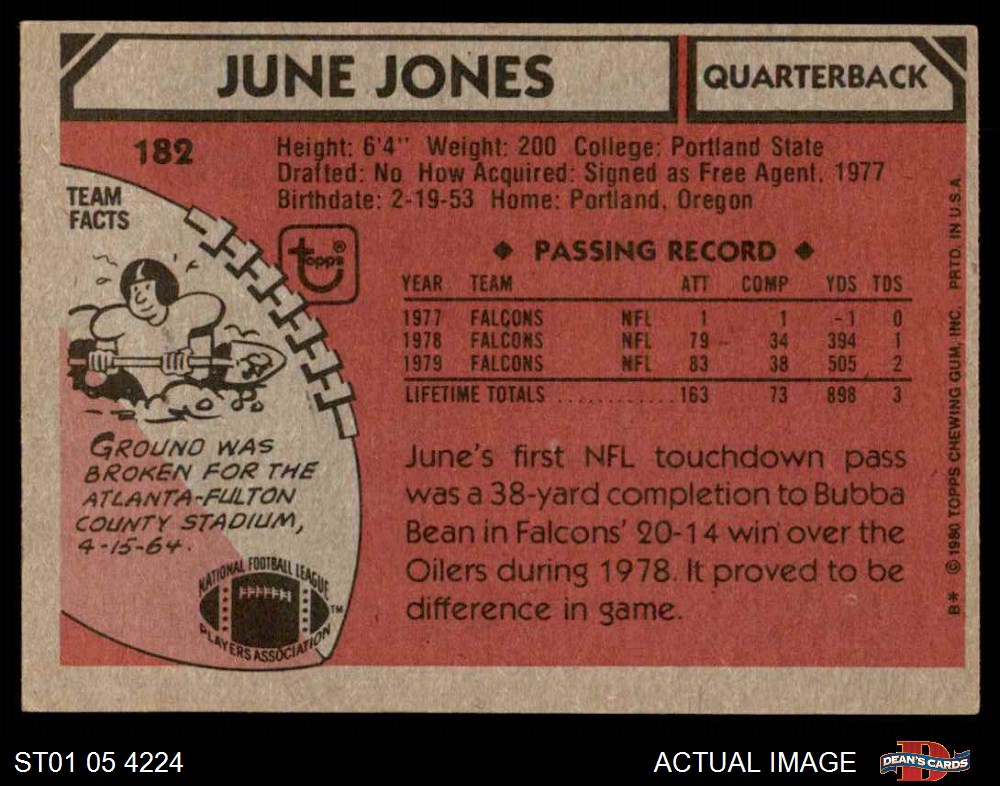 JUNE JONES
QUARTERBACK
182
Height: 6'4" Weight: 200 College: Portland State
Drafted: No How Acquired: Signed as Free Agent, 1977
Birthdate: 2-19-53 Home: Portland, Oregon
TEAM
FACTS
topps®
◆ PASSING RECORD ◆
YEAR TEAM ATT COMP YDS TDS
1977 FALCONS NFL 1 1 -1 0
1978 FALCONS NFL 79 34 394 1
1979 FALCONS NFL 83 38 505 2
LIFETIME TOTALS ............ 163 73 898 3
GROUND WAS
BROKEN FOR THE
ATLANTA-FULTON
COUNTY STADIUM,
4-15-64.
June's first NFL touchdown pass
was a 38-yard completion to Bubba
Bean in Falcons' 20-14 win over the
Oilers during 1978. It proved to be
difference in game.
NATIONAL FOOTBALL LEAGUE
PLAYERS ASSOCIATION
TM
B* © 1980 TOPPS CHEWING GUM, INC. PRTD. IN U.S.A.
ST01 05 4224
ACTUAL IMAGE
D
DEAN'S CARDS